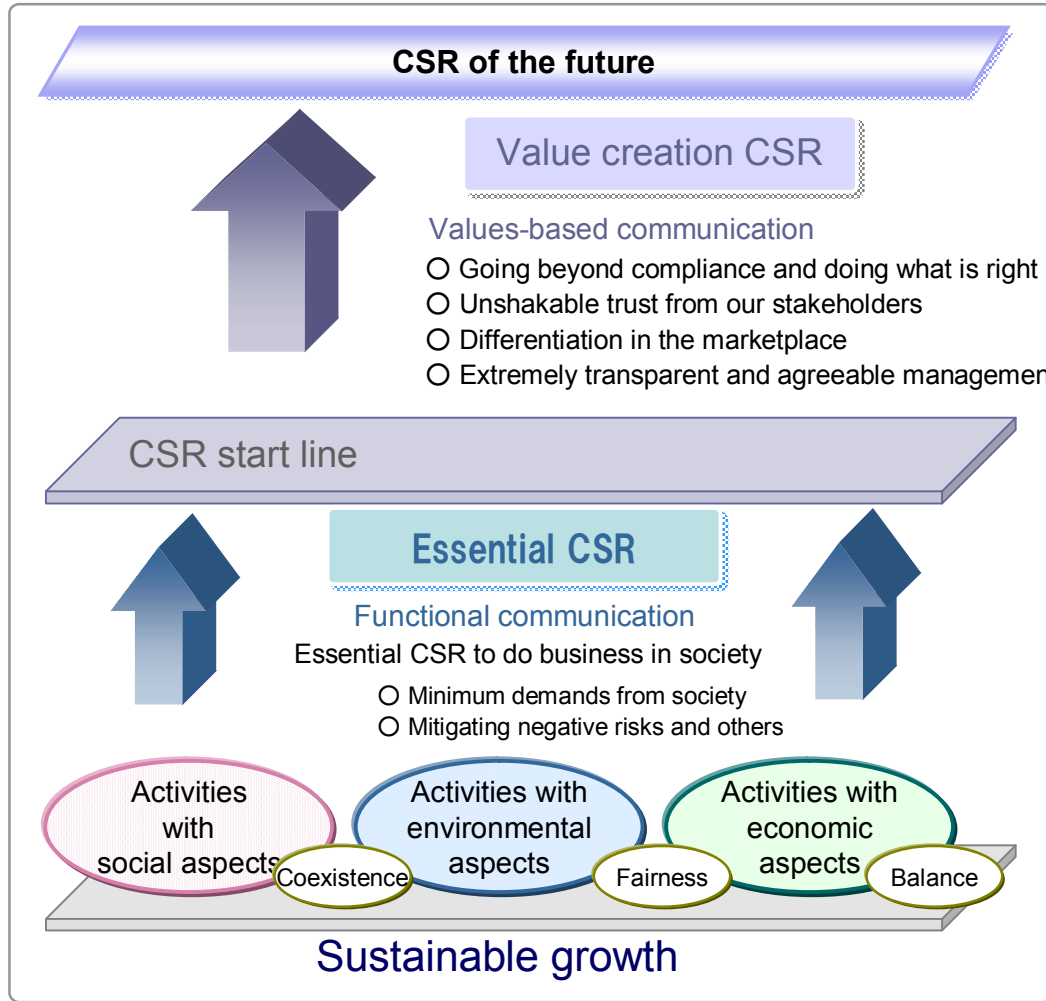 CSR of the future
Value creation CSR
Values-based communication
○ Going beyond compliance and doing what is right
○ Unshakable trust from our stakeholders
○ Differentiation in the marketplace
○ Extremely transparent and agreeable managemen
CSR start line
Essential CSR
Functional communication
Essential CSR to do business in society
○ Minimum demands from society
○ Mitigating negative risks and others
Activities
with
social aspects
Coexistence
Activities with
environmental
aspects
Fairness
Activities with
economic
aspects
Balance
Sustainable growth